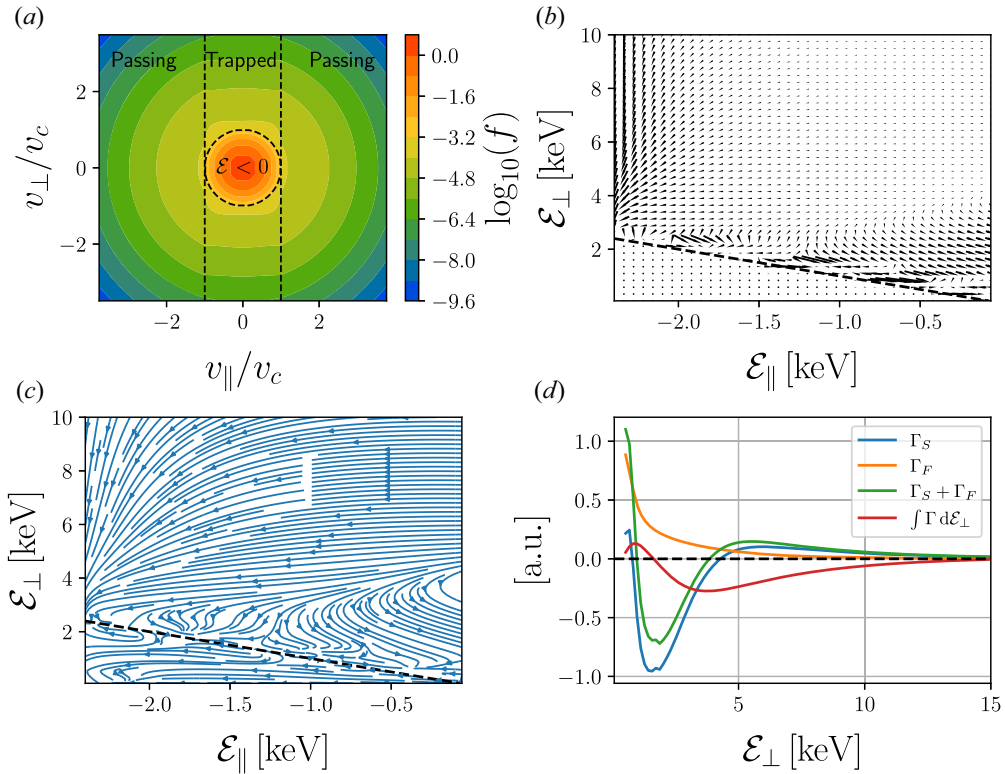 (a)
Passing Trapped Passing
ℰ < 0
2
0
−2
v⊥/v_c
−2 0 2
v∥/v_c
0.0
−1.6
−3.2
−4.8
−6.4
−8.0
−9.6
log₁₀(f)
(b)
10
8
6
4
2
ℰ⊥ [keV]
−2.0 −1.5 −1.0 −0.5
ℰ∥ [keV]
(c)
10
8
6
4
2
ℰ⊥ [keV]
−2.0 −1.5 −1.0 −0.5
ℰ∥ [keV]
(d)
1.0
0.5
0.0
−0.5
−1.0
[a.u.]
Γ_S
Γ_F
Γ_S + Γ_F
∫ Γ dℰ⊥
5 10 15
ℰ⊥ [keV]